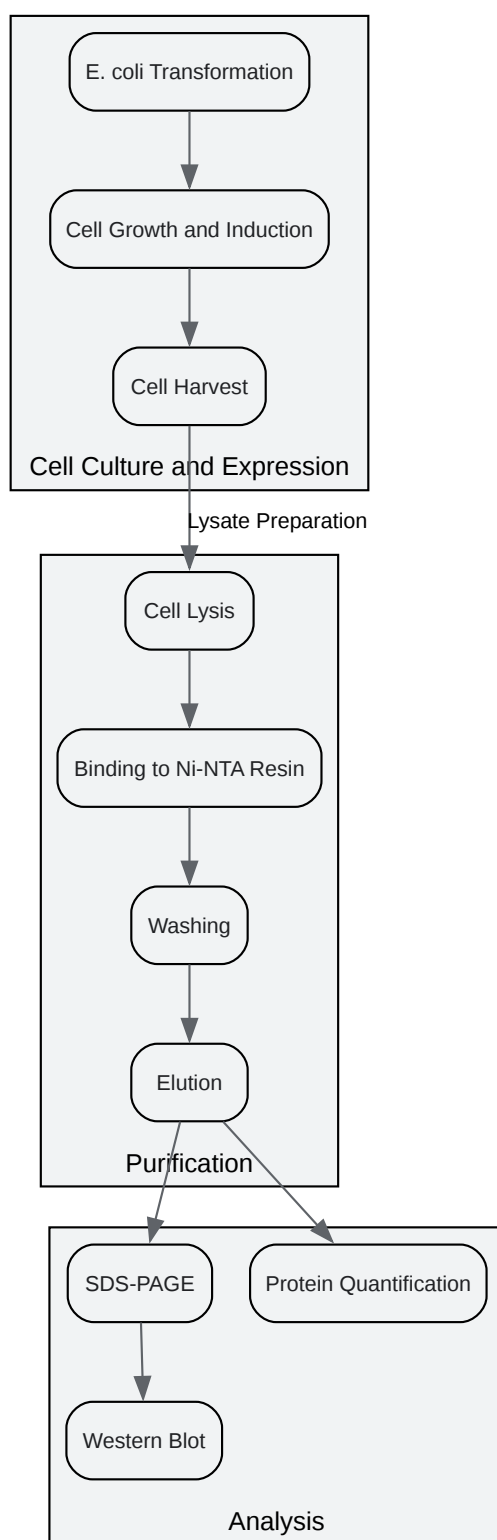 E. coli Transformation
Cell Growth and Induction
Cell Harvest
Cell Culture and Expression
Lysate Preparation
Cell Lysis
Binding to Ni-NTA Resin
Washing
Elution
Purification
SDS-PAGE
Protein Quantification
Western Blot
Analysis